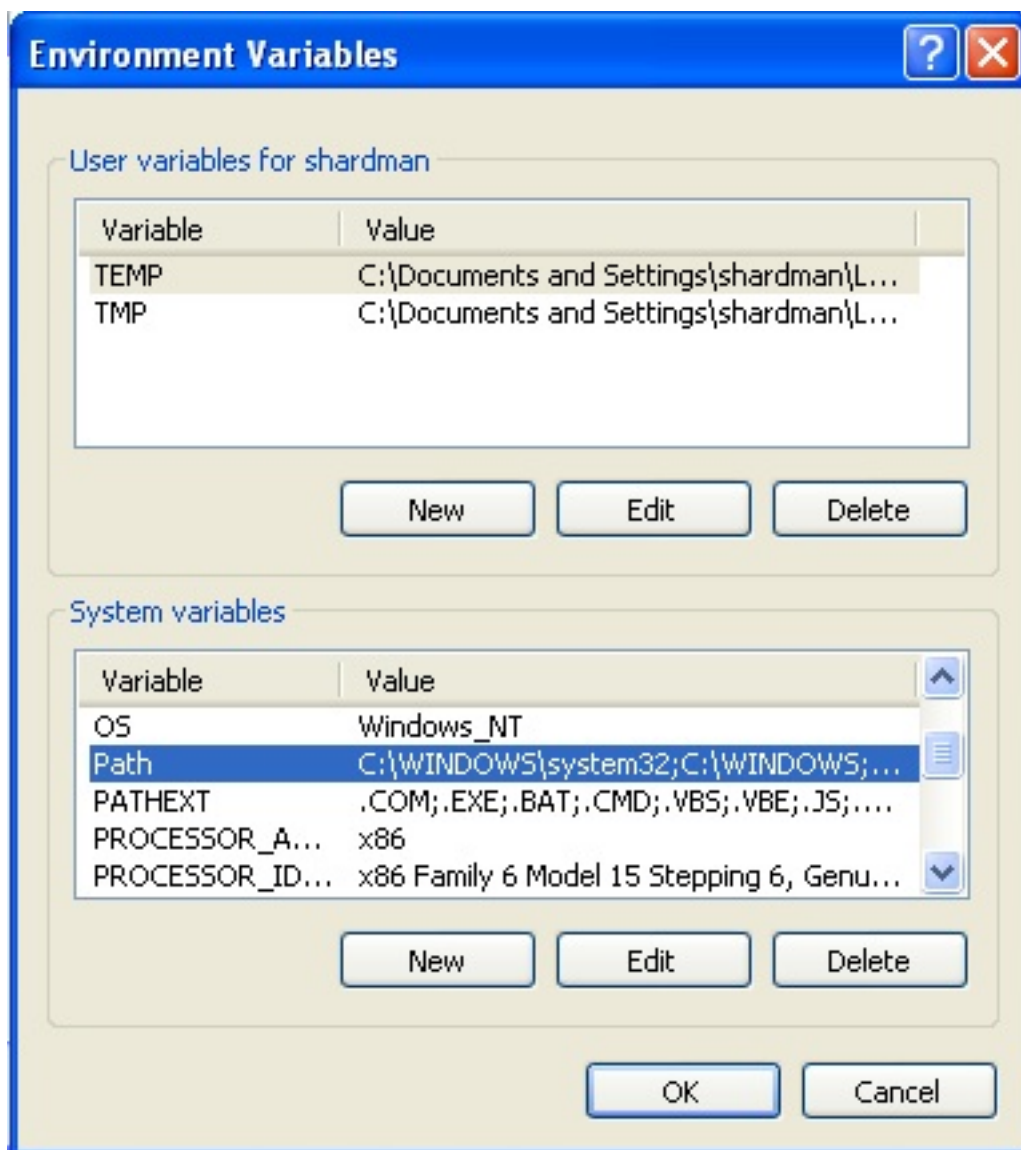 Environment Variables
User variables for shardman
Variable Value
TEMP C:\Documents and Settings\shardman\L...
TMP C:\Documents and Settings\shardman\L...
New Edit Delete
System variables
Variable Value
OS Windows_NT
Path C:\WINDOWS\system32;C:\WINDOWS;...
PATHEXT .COM;.EXE;.BAT;.CMD;.VBS;.VBE;.JS;....
PROCESSOR_A... x86
PROCESSOR_ID... x86 Family 6 Model 15 Stepping 6, Genu...
New Edit Delete
OK Cancel